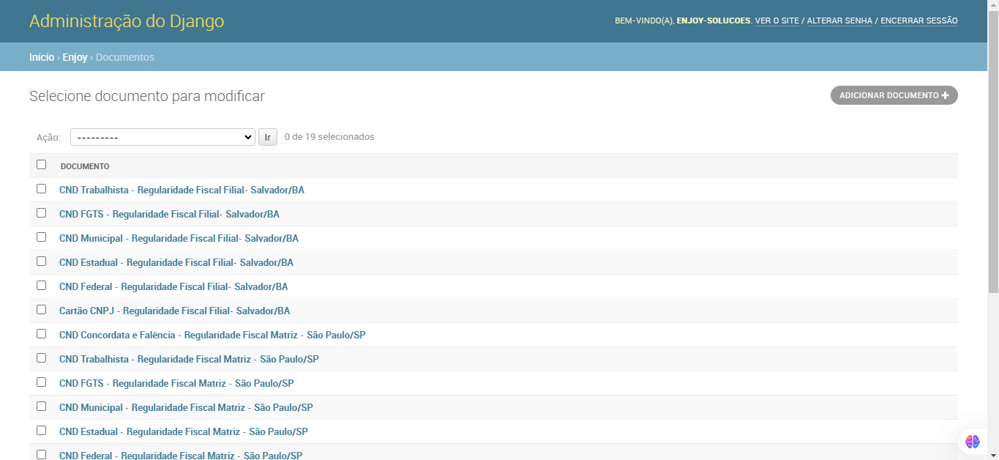 Administração do Django
BEM-VINDO(A), ENJOY-SOLUCOES. VER O SITE / ALTERAR SENHA / ENCERRAR SESSÃO
Início › Enjoy › Documentos
Selecione documento para modificar
ADICIONAR DOCUMENTO
Ação: --------- Ir 0 de 19 selecionados
DOCUMENTO
CND Trabalhista - Regularidade Fiscal Filial- Salvador/BA
CND FGTS - Regularidade Fiscal Filial- Salvador/BA
CND Municipal - Regularidade Fiscal Filial- Salvador/BA
CND Estadual - Regularidade Fiscal Filial- Salvador/BA
CND Federal - Regularidade Fiscal Filial- Salvador/BA
Cartão CNPJ - Regularidade Fiscal Filial- Salvador/BA
CND Concordata e Falência - Regularidade Fiscal Matriz - São Paulo/SP
CND Trabalhista - Regularidade Fiscal Matriz - São Paulo/SP
CND FGTS - Regularidade Fiscal Matriz - São Paulo/SP
CND Municipal - Regularidade Fiscal Matriz - São Paulo/SP
CND Estadual - Regularidade Fiscal Matriz - São Paulo/SP
CND Federal - Regularidade Fiscal Matriz - São Paulo/SP